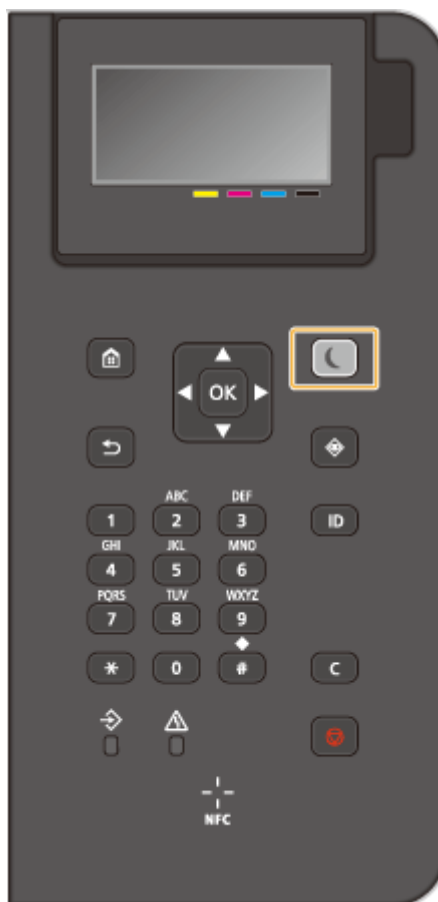 OK
ABC DEF
1 2 3 ID
GHI JKL MNO
4 5 6
PQRS TUV WXYZ
7 8 9
* 0 # C
NFC